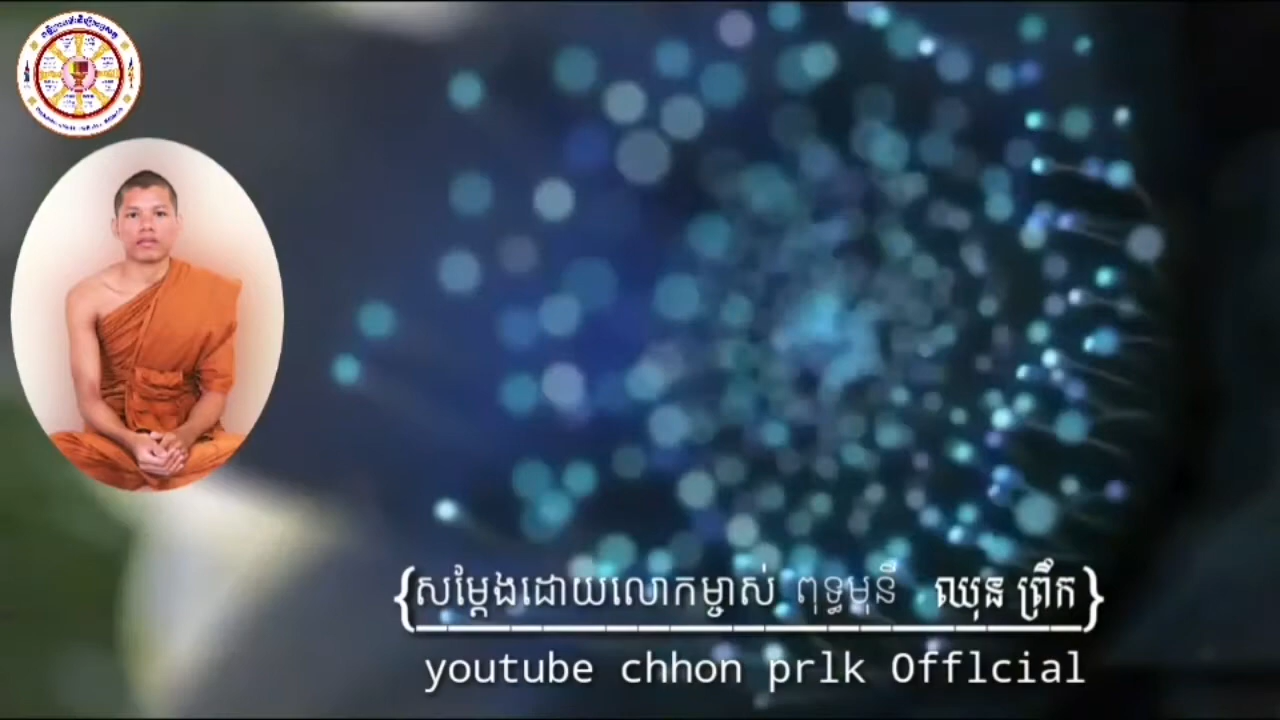 {សម្តែងដោយលោកម្ចាស់ ពុទ្ធមុនី ឈុន ព្រឹក}
youtube chhon prlk Offlcial